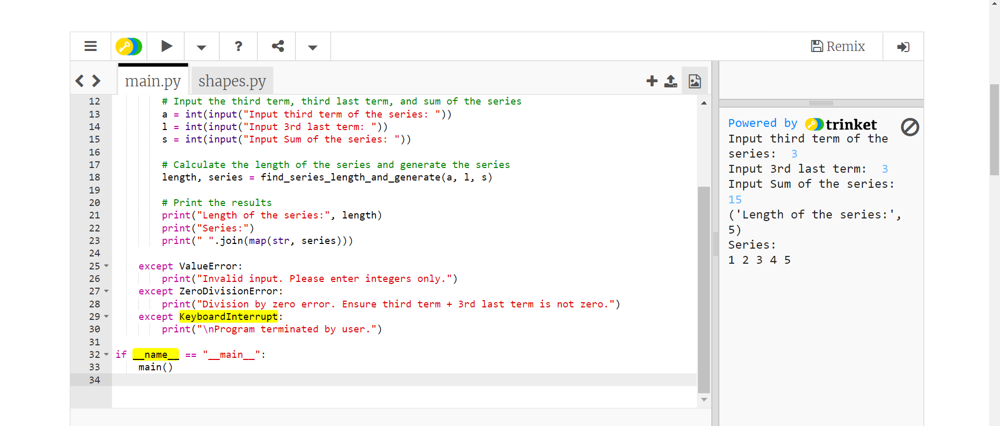 ? Remix
main.py shapes.py
12 # Input the third term, third last term, and sum of the series
13 a = int(input("Input third term of the series: "))
14 l = int(input("Input 3rd last term: "))
15 s = int(input("Input Sum of the series: "))
16
17 # Calculate the length of the series and generate the series
18 length, series = find_series_length_and_generate(a, l, s)
19
20 # Print the results
21 print("Length of the series:", length)
22 print("Series:")
23 print(" ".join(map(str, series)))
24
25 except ValueError:
26 print("Invalid input. Please enter integers only.")
27 except ZeroDivisionError:
28 print("Division by zero error. Ensure third term + 3rd last term is not zero.")
29 except KeyboardInterrupt:
30 print("\nProgram terminated by user.")
31
32 if __name__ == "__main__":
33 main()
34
Powered by trinket
Input third term of the
series: 3
Input 3rd last term: 3
Input Sum of the series:
15
('Length of the series:',
5)
Series:
1 2 3 4 5